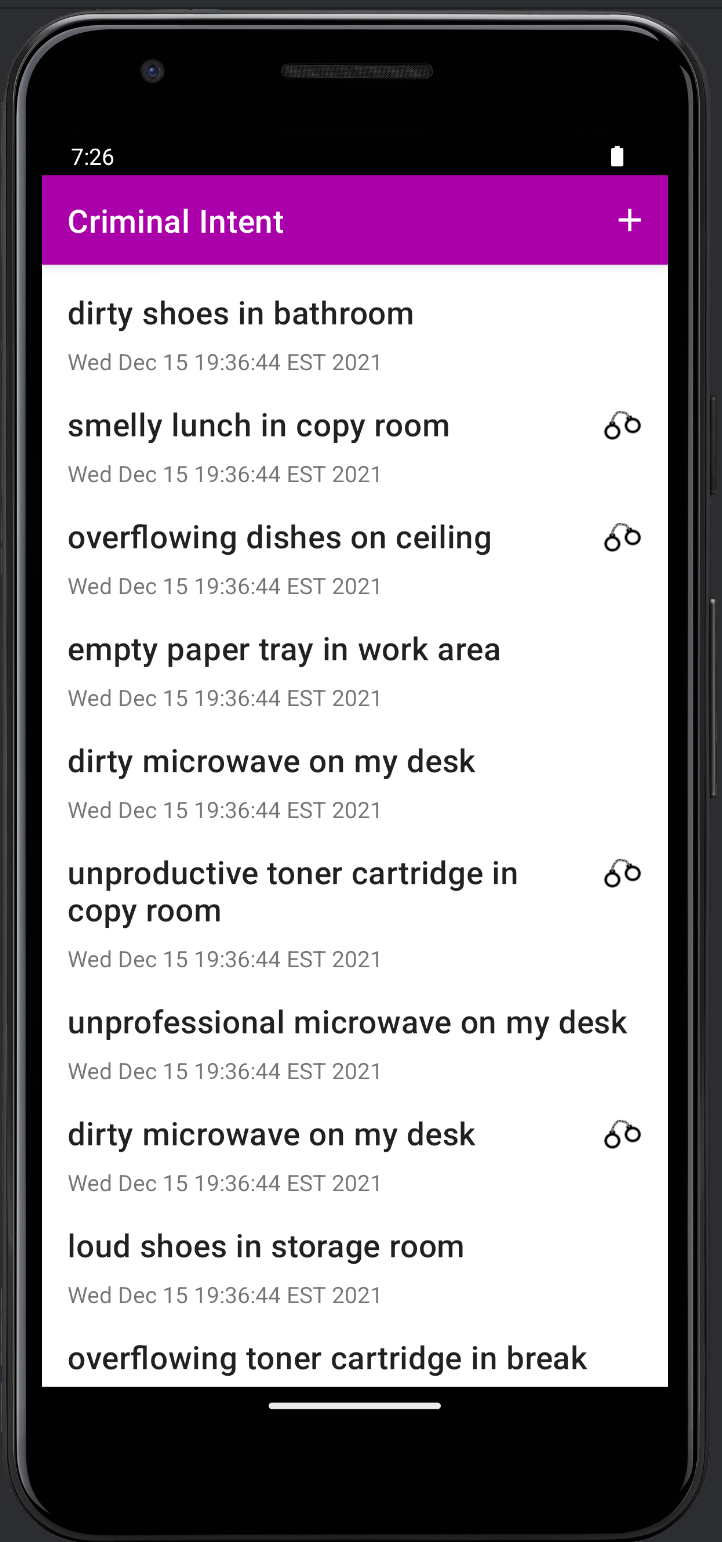 7:26
Criminal Intent +
dirty shoes in bathroom
Wed Dec 15 19:36:44 EST 2021
smelly lunch in copy room
Wed Dec 15 19:36:44 EST 2021
overflowing dishes on ceiling
Wed Dec 15 19:36:44 EST 2021
empty paper tray in work area
Wed Dec 15 19:36:44 EST 2021
dirty microwave on my desk
Wed Dec 15 19:36:44 EST 2021
unproductive toner cartridge in
copy room
Wed Dec 15 19:36:44 EST 2021
unprofessional microwave on my desk
Wed Dec 15 19:36:44 EST 2021
dirty microwave on my desk
Wed Dec 15 19:36:44 EST 2021
loud shoes in storage room
Wed Dec 15 19:36:44 EST 2021
overflowing toner cartridge in break